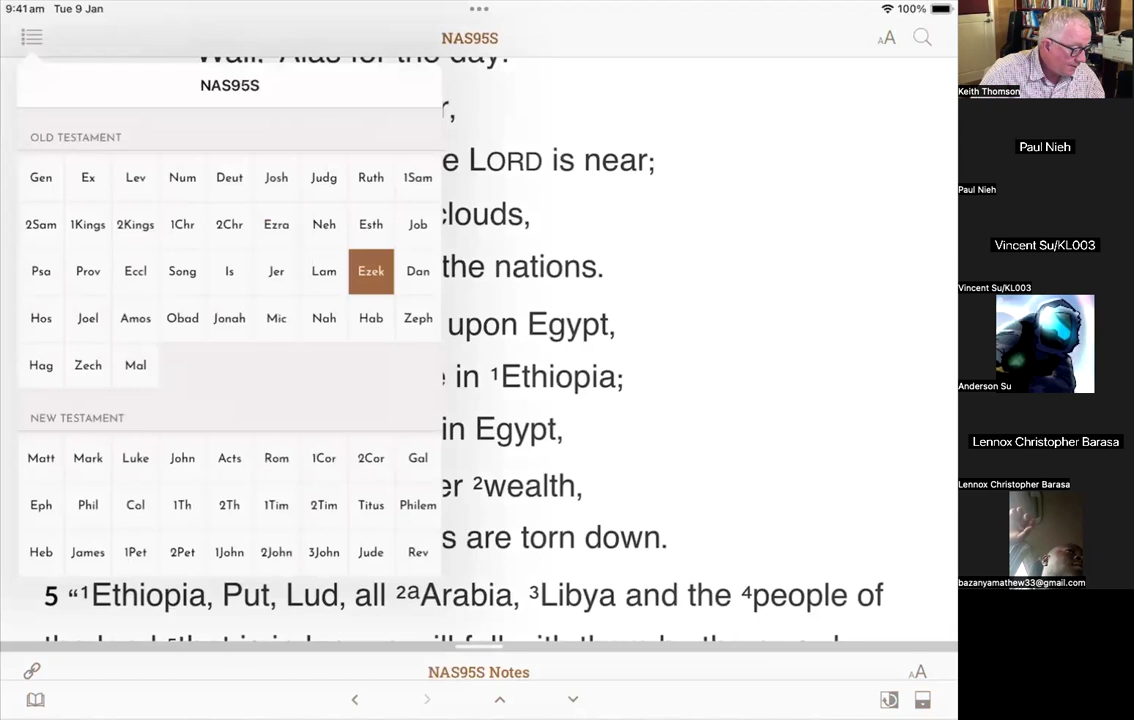 9:41am Tue 9 Jan
100%
NAS95S
AA
NAS95S
OLD TESTAMENT
Gen Ex Lev Num Deut Josh Judg Ruth 1Sam
2Sam 1Kings 2Kings 1Chr 2Chr Ezra Neh Esth Job
Psa Prov Eccl Song Is Jer Lam Ezek Dan
Hos Joel Amos Obad Jonah Mic Nah Hab Zeph
Hag Zech Mal
NEW TESTAMENT
Matt Mark Luke John Acts Rom 1Cor 2Cor Gal
Eph Phil Col 1Th 2Th 1Tim 2Tim Titus Philem
Heb James 1Pet 2Pet 1John 2John 3John Jude Rev
"Alas for the day!"
LORD is near;
clouds,
the nations.
upon Egypt,
in ¹Ethiopia;
in Egypt,
²wealth,
are torn down.
5 “¹Ethiopia, Put, Lud, all ²ᵃArabia, ³Libya and the ⁴people of
NAS95S Notes
AA
Keith Thomson
Paul Nieh
Paul Nieh
Vincent Su/KL003
Vincent Su/KL003
Anderson Su
Lennox Christopher Barasa
Lennox Christopher Barasa
bazanyamathew33@gmail.com